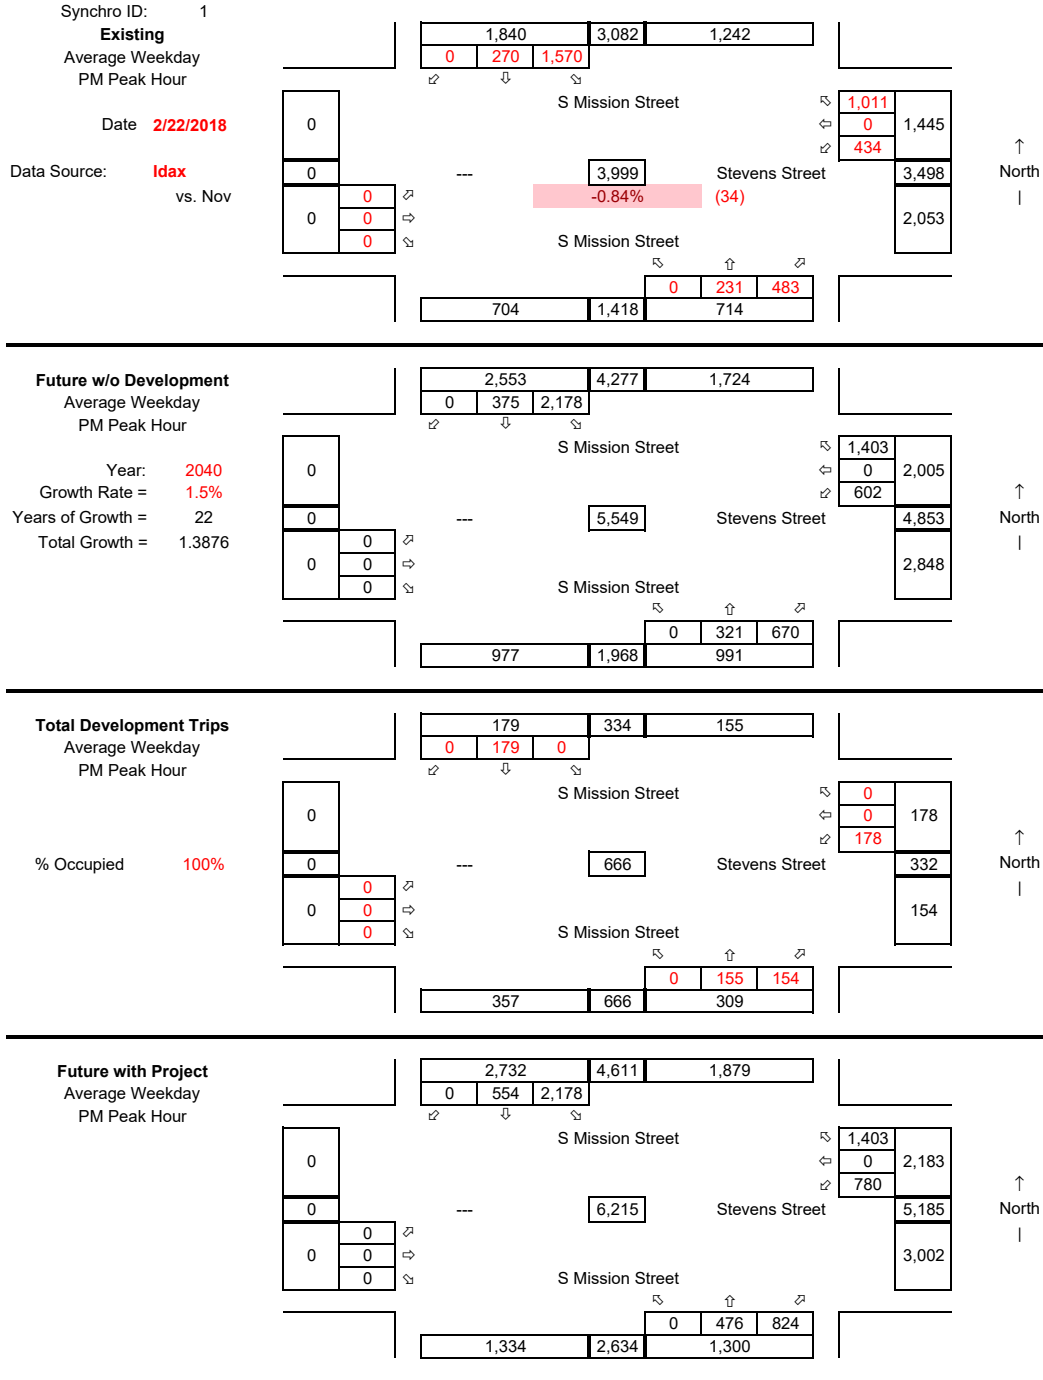 Synchro ID: 1
Existing 1,840 3,082 1,242
Average Weekday 0 270 1,570
PM Peak Hour ⬃ ⇩ ⬂
S Mission Street ⬁ 1,011
Date 2/22/2018 0 ⇦ 0 1,445
⬃ 434 ↑
Data Source: Idax 0 --- 3,999 Stevens Street 3,498 North
vs. Nov 0 ⬀ -0.84% (34) |
0 0 ⇨ 2,053
0 ⬂ S Mission Street
⬁ ⇧ ⬀
0 231 483
704 1,418 714
Future w/o Development 2,553 4,277 1,724
Average Weekday 0 375 2,178
PM Peak Hour ⬃ ⇩ ⬂
S Mission Street ⬁ 1,403
Year: 2040 0 ⇦ 0 2,005
Growth Rate = 1.5% ⬃ 602 ↑
Years of Growth = 22 0 --- 5,549 Stevens Street 4,853 North
Total Growth = 1.3876 0 ⬀ |
0 0 ⇨ 2,848
0 ⬂ S Mission Street
⬁ ⇧ ⬀
0 321 670
977 1,968 991
Total Development Trips 179 334 155
Average Weekday 0 179 0
PM Peak Hour ⬃ ⇩ ⬂
S Mission Street ⬁ 0
0 ⇦ 0 178
⬃ 178 ↑
% Occupied 100% 0 --- 666 Stevens Street 332 North
0 ⬀ |
0 0 ⇨ 154
0 ⬂ S Mission Street
⬁ ⇧ ⬀
0 155 154
357 666 309
Future with Project 2,732 4,611 1,879
Average Weekday 0 554 2,178
PM Peak Hour ⬃ ⇩ ⬂
S Mission Street ⬁ 1,403
0 ⇦ 0 2,183
⬃ 780 ↑
0 --- 6,215 Stevens Street 5,185 North
0 ⬀ |
0 0 ⇨ 3,002
0 ⬂ S Mission Street
⬁ ⇧ ⬀
0 476 824
1,334 2,634 1,300